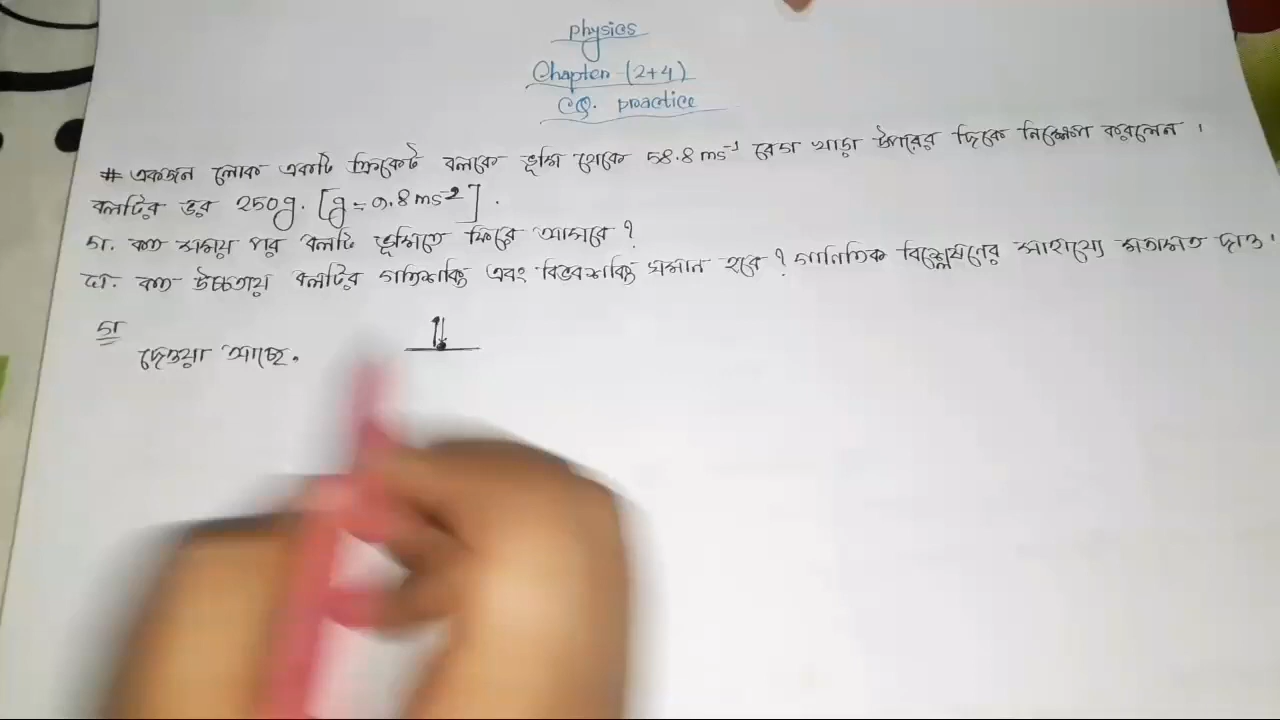 physics
Chapter (2+4)
CQ. practice
# একজন লোক একটি ক্রিকেট বলকে ভূমি থেকে 58.8 ms⁻¹ বেগে খাড়া উপরের দিকে নিক্ষেপ করলেন ।
বলটির ভর 250g. [g = 9.8 ms⁻²] .
গ. কত সময় পর বলটি ভূমিতে ফিরে আসবে ?
ঘ. কত উচ্চতায় বলটির গতিশক্তি এবং বিভবশক্তি সমান হবে ? গানিতিক বিশ্লেষনের সাহায্যে মতামত দাও ।
গ
দেওয়া আছে,